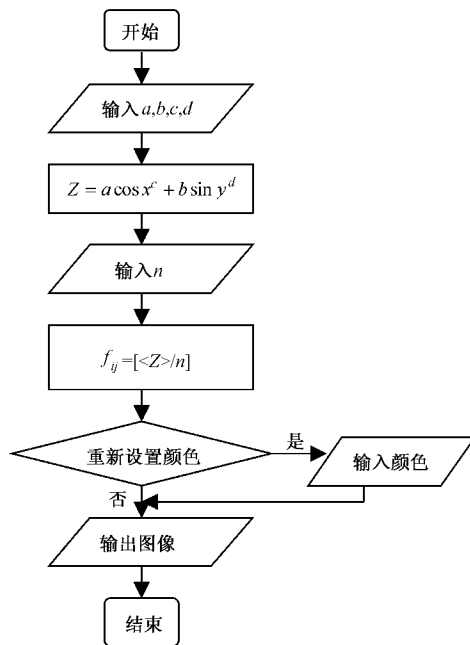 开始
输入a,b,c,d
Z = a cos x^c + b sin y^d
输入n
f_ij=[<Z>/n]
重新设置颜色
是
输入颜色
否
输出图像
结束